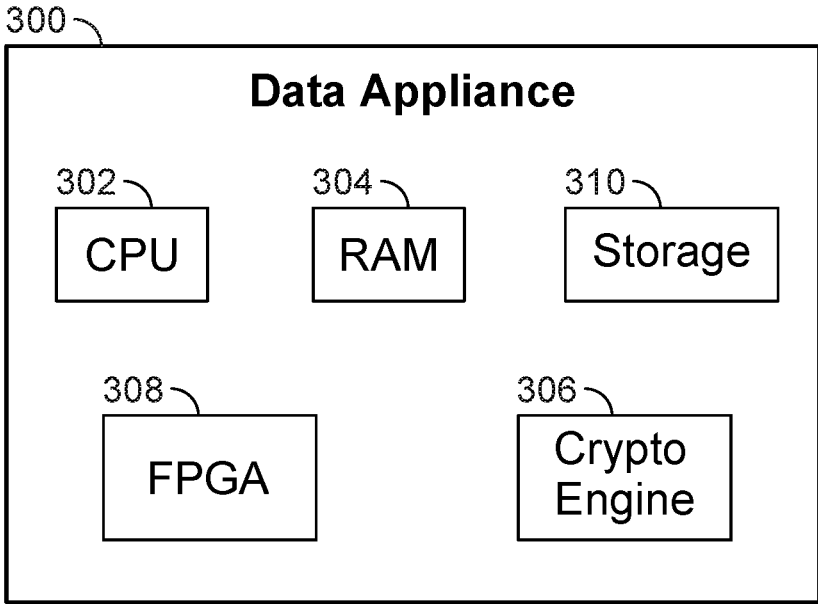 300
Data Appliance
302
304
310
CPU
RAM
Storage
308
306
FPGA
Crypto
Engine